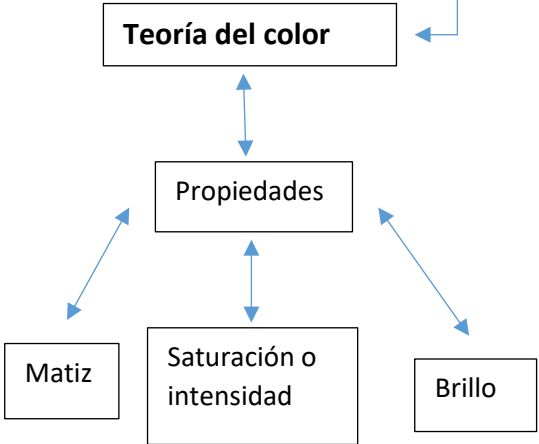 Teoría del color
Propiedades
Matiz
Saturación o
intensidad
Brillo